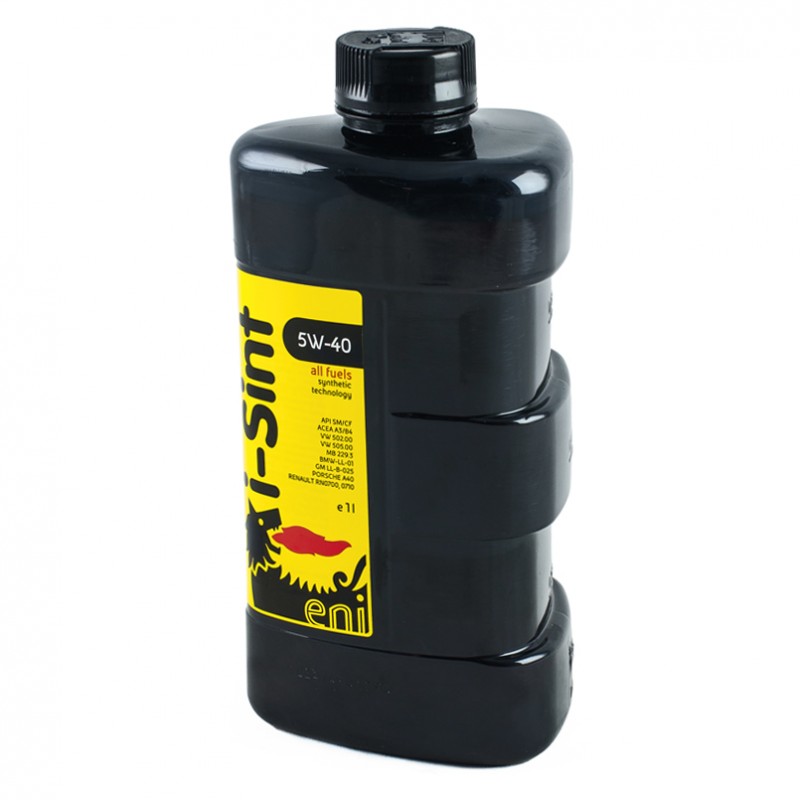 i-Sint
5W-40
all fuels
synthetic
technology
API SM/CF
ACEA A3/B4
VW 502.00
VW 505.00
MB 229.3
BMW-LL-01
GM LL-B-025
PORSCHE A40
RENAULT RN0700, 0710
e 1 l
eni